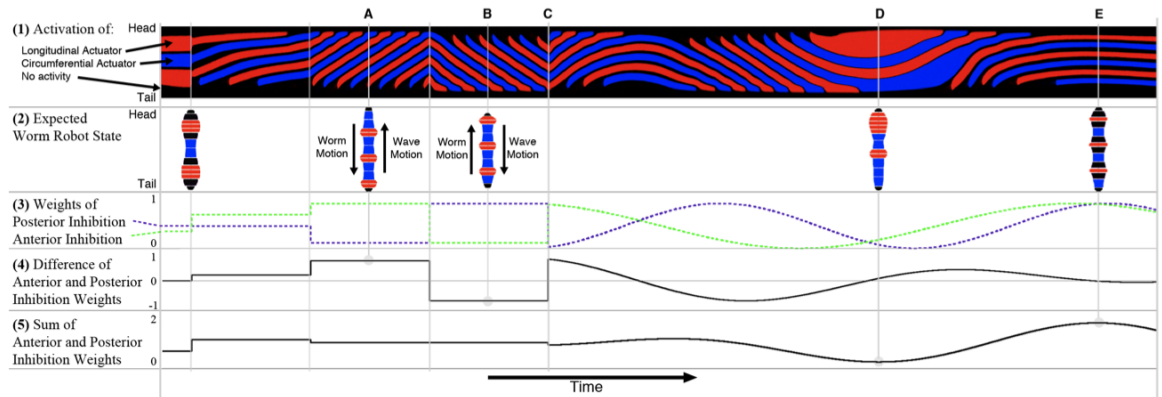 A B C D E
(1) Activation of: Head
Longitudinal Actuator
Circumferential Actuator
No activity
Tail
(2) Expected Head
Worm Robot State
Worm Wave Worm Wave
Motion Motion Motion Motion
Tail
(3) Weights of 1
Posterior Inhibition
Anterior Inhibition 0
(4) Difference of 1
Anterior and Posterior 0
Inhibition Weights -1
(5) Sum of 2
Anterior and Posterior
Inhibition Weights 0
Time